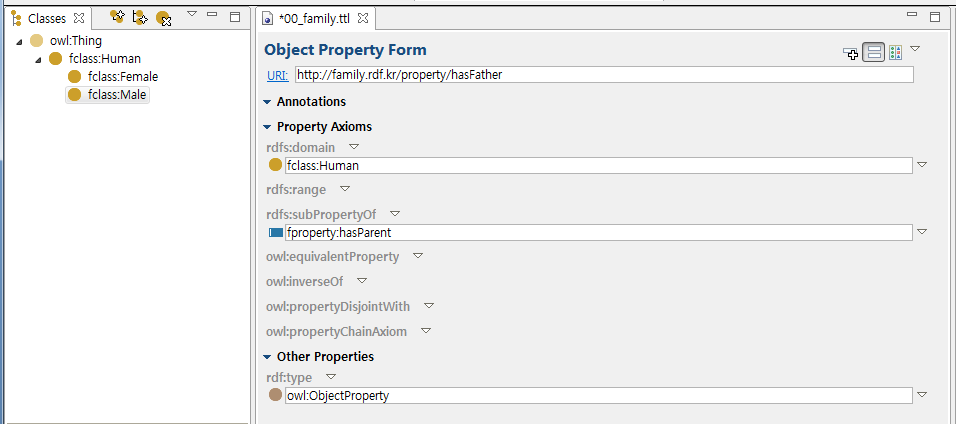 Classes
owl:Thing
fclass:Human
fclass:Female
fclass:Male
*00_family.ttl
Object Property Form
URI: http://family.rdf.kr/property/hasFather
Annotations
Property Axioms
rdfs:domain
fclass:Human
rdfs:range
rdfs:subPropertyOf
fproperty:hasParent
owl:equivalentProperty
owl:inverseOf
owl:propertyDisjointWith
owl:propertyChainAxiom
Other Properties
rdf:type
owl:ObjectProperty